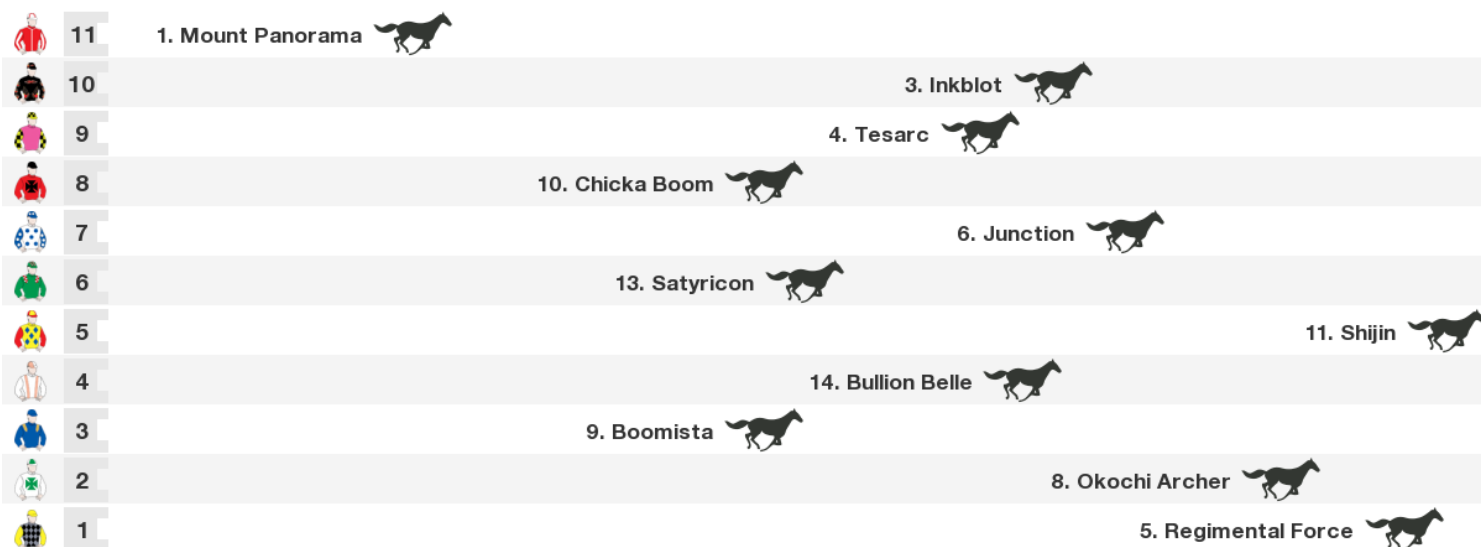 11 1. Mount Panorama
10 3. Inkblot
9 4. Tesarc
8 10. Chicka Boom
7 6. Junction
6 13. Satyricon
5 11. Shijin
4 14. Bullion Belle
3 9. Boomista
2 8. Okochi Archer
1 5. Regimental Force